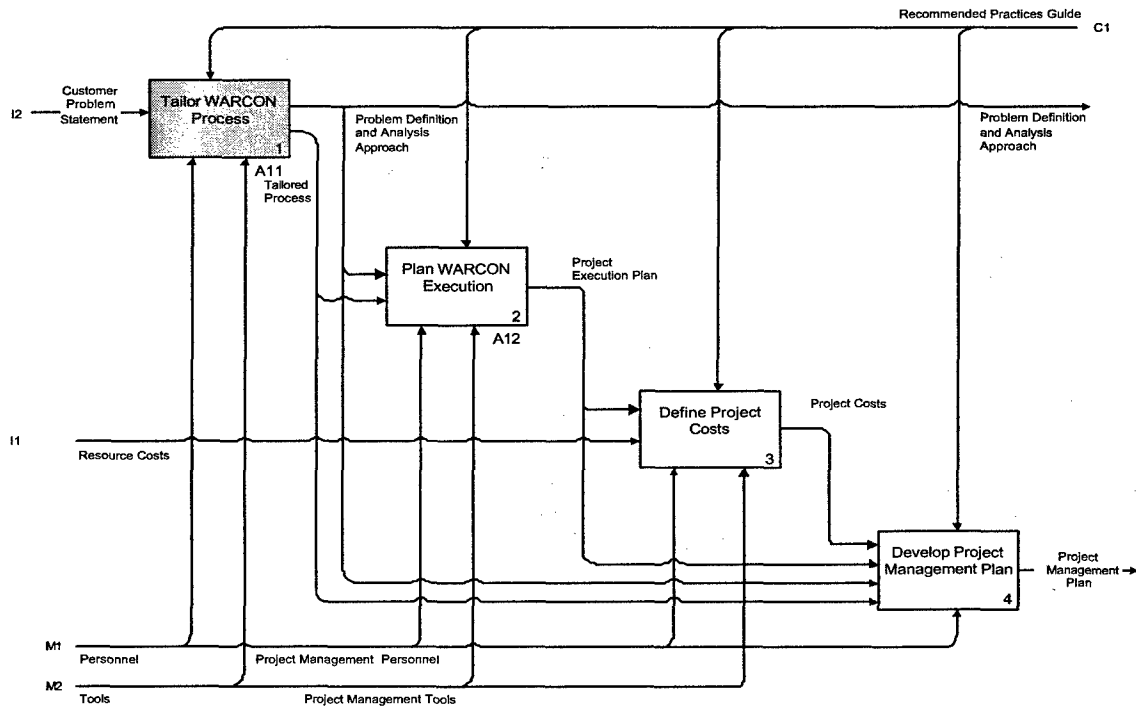 Recommended Practices Guide
C1
I2
Customer
Problem
Statement
Tailor WARCON
Process
1
A11
Problem Definition
and Analysis
Approach
Problem Definition
and Analysis
Approach
Tailored
Process
Plan WARCON
Execution
2
A12
Project
Execution Plan
Define Project
Costs
3
Project Costs
I1
Resource Costs
Develop Project
Management Plan
4
Project
Management
Plan
M1
Personnel
Project Management Personnel
M2
Tools
Project Management Tools